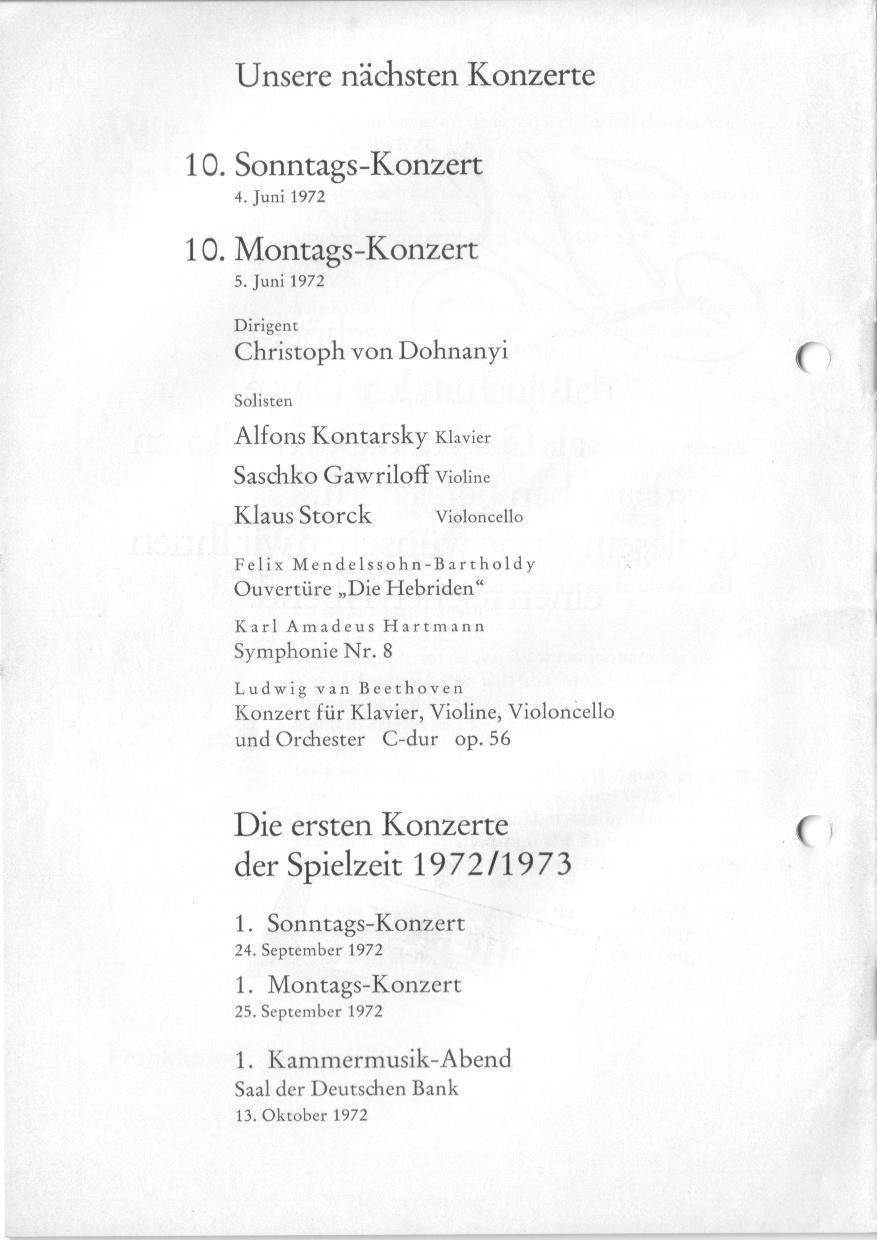 Unsere nächsten Konzerte
10. Sonntags-Konzert
4. Juni 1972
10. Montags-Konzert
5. Juni 1972
Dirigent
Christoph von Dohnanyi
Solisten
Alfons Kontarsky Klavier
Saschko Gawriloff Violine
Klaus Storck Violoncello
Felix Mendelssohn-Bartholdy
Ouvertüre „Die Hebriden“
Karl Amadeus Hartmann
Symphonie Nr. 8
Ludwig van Beethoven
Konzert für Klavier, Violine, Violoncello
und Orchester C-dur op. 56
Die ersten Konzerte
der Spielzeit 1972/1973
1. Sonntags-Konzert
24. September 1972
1. Montags-Konzert
25. September 1972
1. Kammermusik-Abend
Saal der Deutschen Bank
13. Oktober 1972